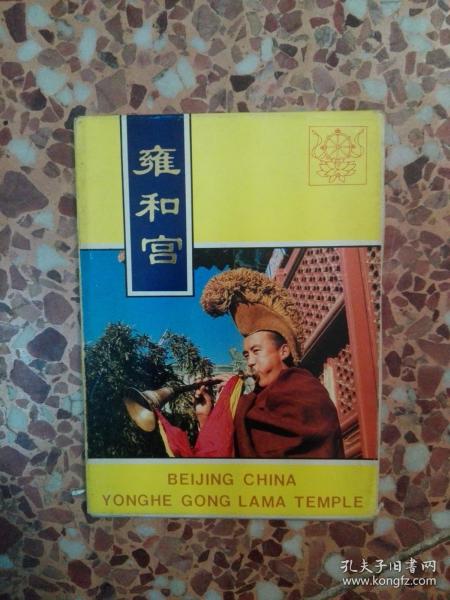 雍和宫
BEIJING CHINA
YONGHE GONG LAMA TEMPLE
孔夫子旧书网
www.kongfz.com